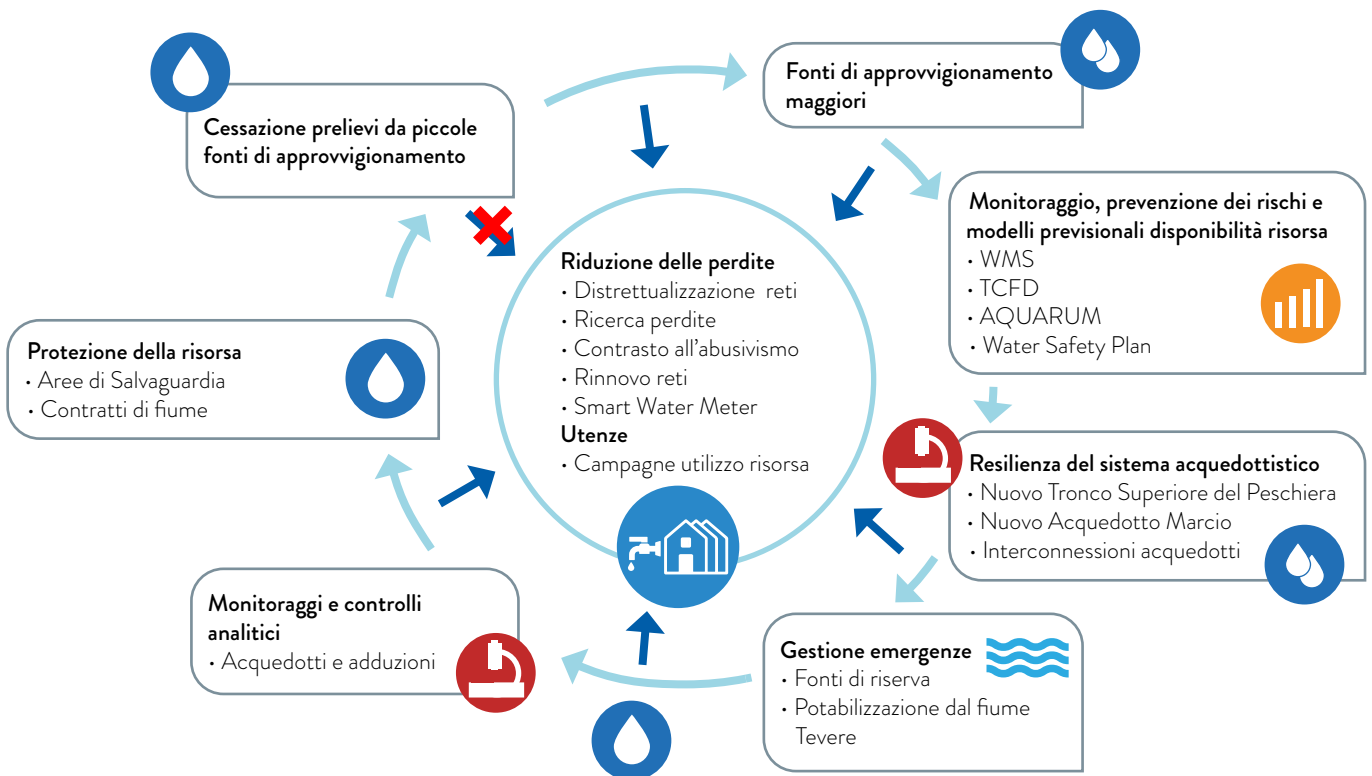 Cessazione prelievi da piccole
fonti di approvvigionamento
Fonti di approvvigionamento
maggiori
Monitoraggio, prevenzione dei rischi e
modelli previsionali disponibilità risorsa
• WMS
• TCFD
• AQUARUM
• Water Safety Plan
Resilienza del sistema acquedottistico
• Nuovo Tronco Superiore del Peschiera
• Nuovo Acquedotto Marcio
• Interconnessioni acquedotti
Gestione emergenze
• Fonti di riserva
• Potabilizzazione dal fiume
Tevere
Monitoraggi e controlli
analitici
• Acquedotti e adduzioni
Protezione della risorsa
• Aree di Salvaguardia
• Contratti di fiume
Riduzione delle perdite
• Distrettualizzazione reti
• Ricerca perdite
• Contrasto all'abusivismo
• Rinnovo reti
• Smart Water Meter
Utenze
• Campagne utilizzo risorsa